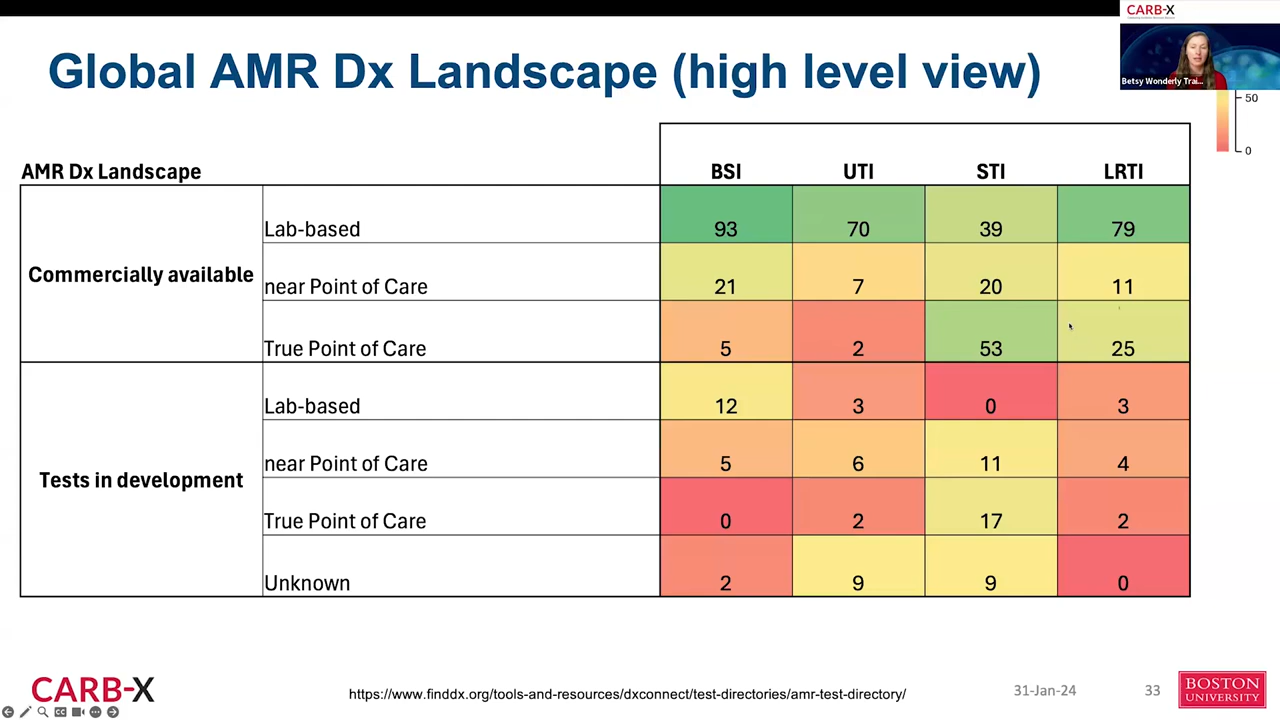 CARB-X
Betsy Wonderly Trai...
Global AMR Dx Landscape (high level view)
50
0
AMR Dx Landscape BSI UTI STI LRTI
Commercially available
Lab-based 93 70 39 79
near Point of Care 21 7 20 11
True Point of Care 5 2 53 25
Tests in development
Lab-based 12 3 0 3
near Point of Care 5 6 11 4
True Point of Care 0 2 17 2
Unknown 2 9 9 0
CARB-X
https://www.finddx.org/tools-and-resources/dxconnect/test-directories/amr-test-directory/
31-Jan-24
33
BOSTON
UNIVERSITY